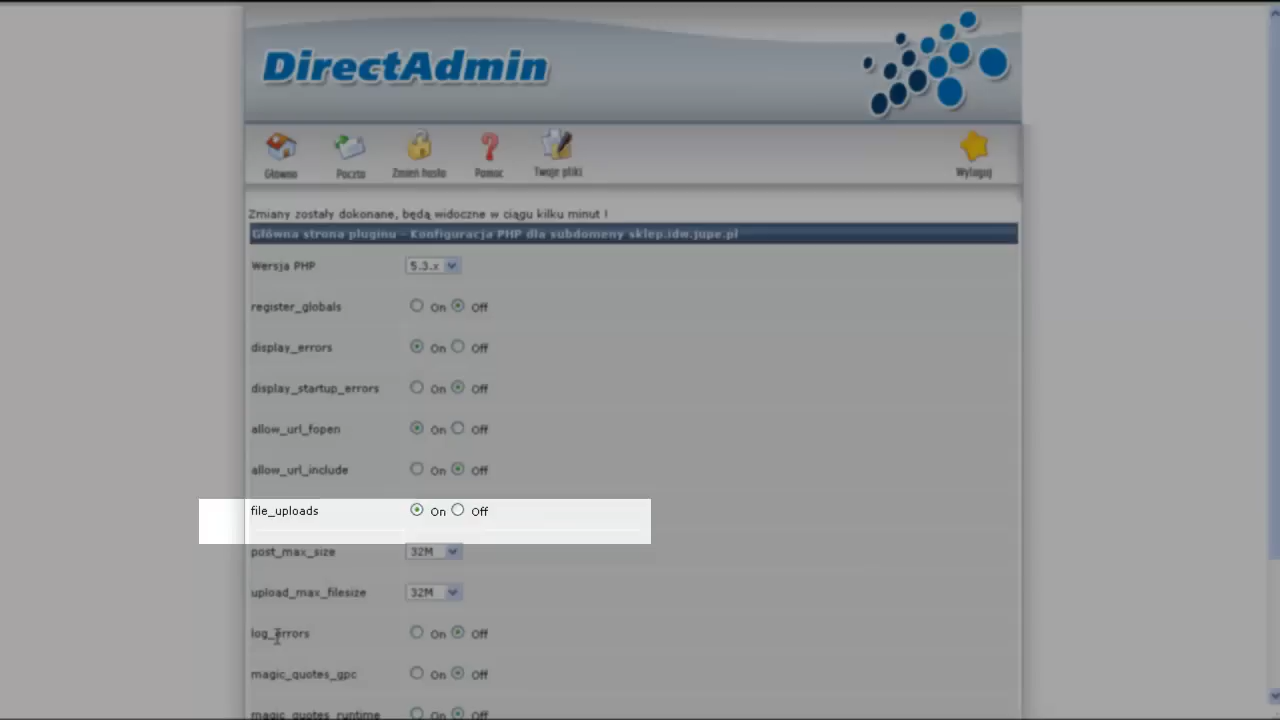 DirectAdmin
Główna Poczta Zmień hasło Pomoc Twoje pliki Wyloguj
Zmiany zostały dokonane, będą widoczne w ciągu kilku minut !
Główna strona pluginu - Konfiguracja PHP dla subdomeny sklep.idw.jupe.pl
Wersja PHP 5.3.x
register_globals On Off
display_errors On Off
display_startup_errors On Off
allow_url_fopen On Off
allow_url_include On Off
file_uploads On Off
post_max_size 32M
upload_max_filesize 32M
log_errors On Off
magic_quotes_gpc On Off
magic_quotes_runtime On Off